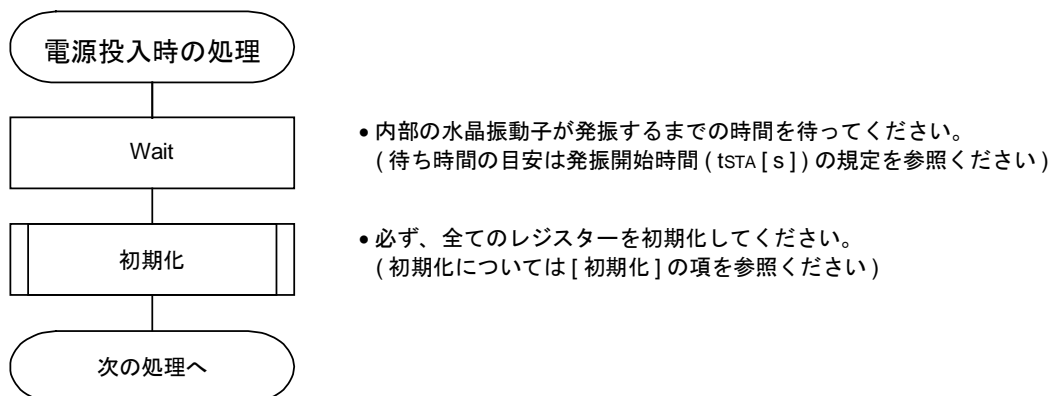 電源投入時の処理
Wait
• 内部の水晶振動子が発振するまでの時間を待ってください。
( 待ち時間の目安は発振開始時間 ( tSTA [ s ] ) の規定を参照ください )
初期化
• 必ず、全てのレジスターを初期化してください。
( 初期化については [ 初期化 ] の項を参照ください )
次の処理へ